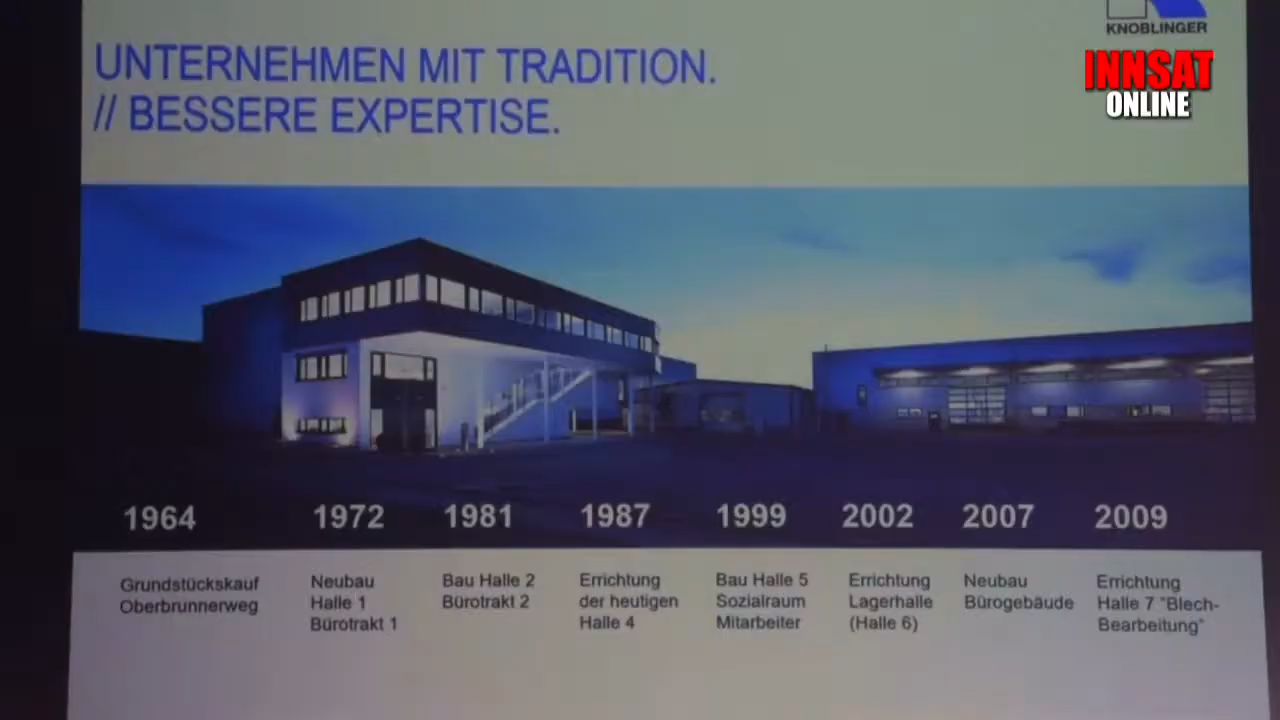 KNOBLINGER
INNSAT
ONLINE
UNTERNEHMEN MIT TRADITION.
// BESSERE EXPERTISE.
1964
Grundstückskauf
Oberbrunnerweg
1972
Neubau
Halle 1
Bürotrakt 1
1981
Bau Halle 2
Bürotrakt 2
1987
Errichtung
der heutigen
Halle 4
1999
Bau Halle 5
Sozialraum
Mitarbeiter
2002
Errichtung
Lagerhalle
(Halle 6)
2007
Neubau
Bürogebäude
2009
Errichtung
Halle 7 "Blech-
Bearbeitung"